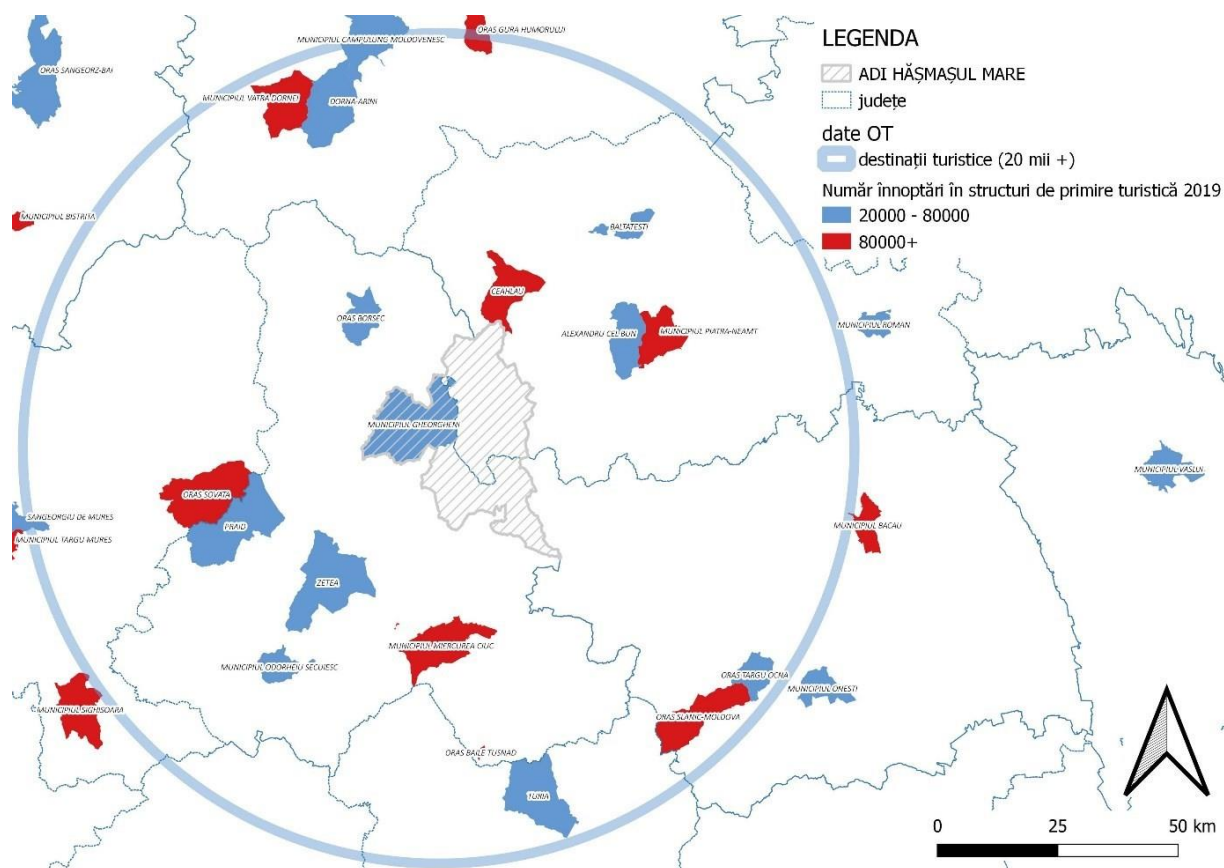 ORAS GURA HUMORULUI
MUNICIPIUL CAMPULUNG MOLDOVENESC
ORAS SANGEORZ-BAI
MUNICIPIUL VATRA DORNEI
DORNA-ARINI
LEGENDA
ADI HĂȘMAȘUL MARE
județe
date OT
destinații turistice (20 mii +)
Număr înnoptări în structuri de primire turistică 2019
20000 - 80000
80000+
MUNICIPIUL BISTRITA
BALTATESTI
CEAHLAU
ORAS BORSEC
ALEXANDRU CEL BUN
MUNICIPIUL PIATRA-NEAMT
MUNICIPIUL ROMAN
MUNICIPIUL GHEORGHENI
MUNICIPIUL VASLUI
ORAS SOVATA
SANGEORGIU DE MURES
PRAID
MUNICIPIUL BACAU
MUNICIPIUL TARGU MURES
ZETEA
MUNICIPIUL MIERCUREA CIUC
MUNICIPIUL ODORHEIU SECUIESC
ORAS TARGU OCNA
MUNICIPIUL ONESTI
MUNICIPIUL SIGHISOARA
ORAS SLANIC-MOLDOVA
ORAS BAILE TUSNAD
TURIA
0 25 50 km